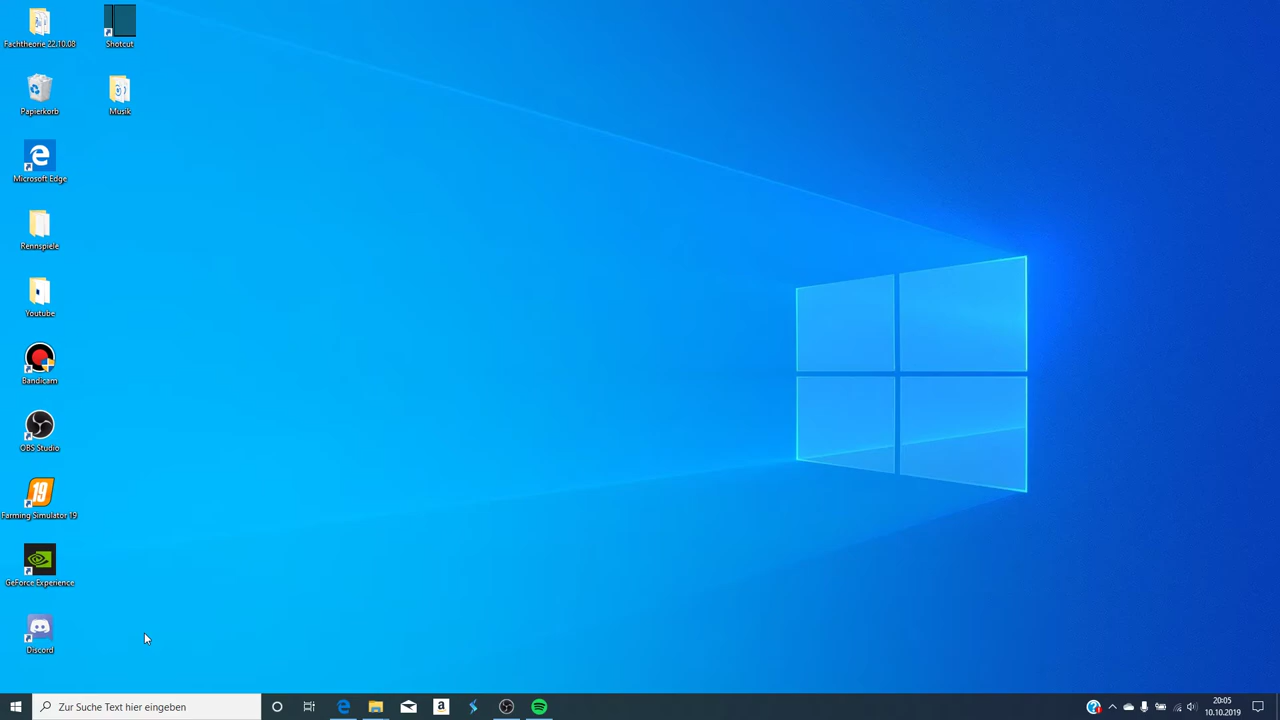 Fachtheorie 22.10.08
Shotcut
Papierkorb
Musik
Microsoft Edge
Rennspiele
Youtube
Bandicam
OBS Studio
19
Farming Simulator 19
GeForce Experience
Discord
Zur Suche Text hier eingeben
a
20:05
10.10.2019